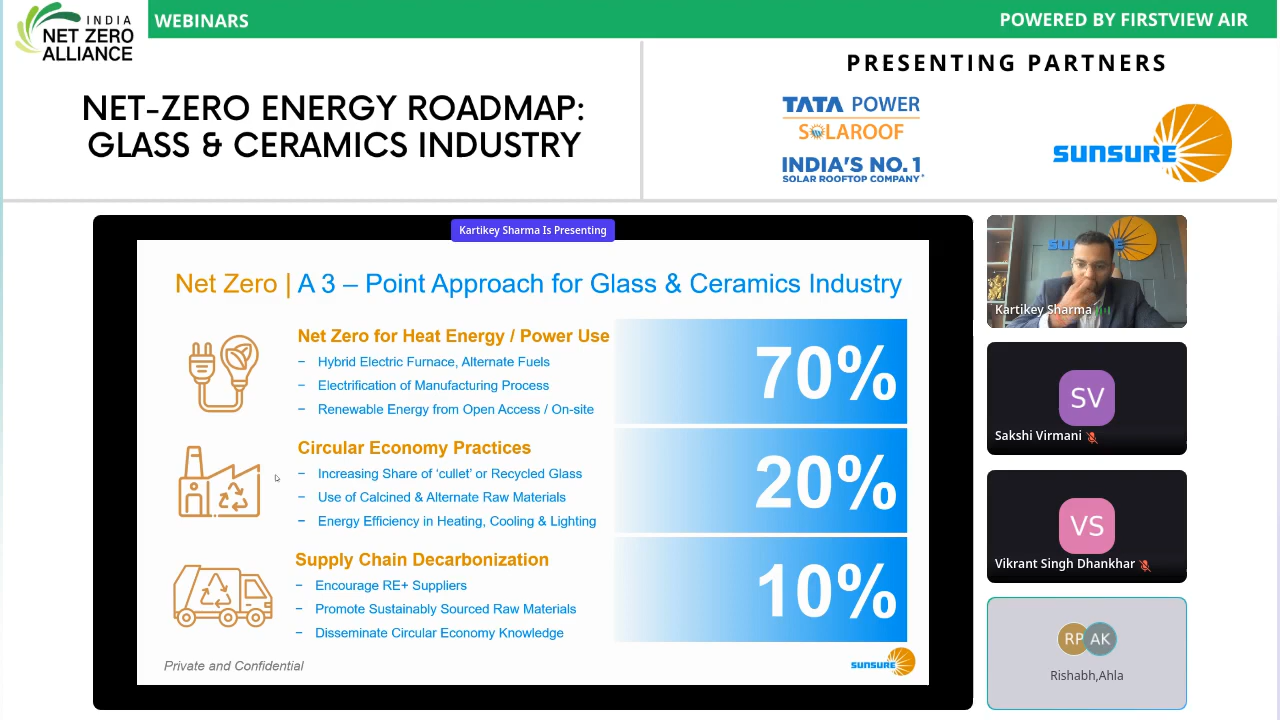 INDIA
NET ZERO
ALLIANCE
WEBINARS
POWERED BY FIRSTVIEW AIR
NET-ZERO ENERGY ROADMAP:
GLASS & CERAMICS INDUSTRY
PRESENTING PARTNERS
TATA POWER
SOLAROOF
INDIA'S NO.1
SOLAR ROOFTOP COMPANY*
SUNSURE
Kartikey Sharma Is Presenting
Net Zero | A 3 – Point Approach for Glass & Ceramics Industry
Net Zero for Heat Energy / Power Use
– Hybrid Electric Furnace, Alternate Fuels
– Electrification of Manufacturing Process
– Renewable Energy from Open Access / On-site
70%
Circular Economy Practices
– Increasing Share of ‘cullet’ or Recycled Glass
– Use of Calcined & Alternate Raw Materials
– Energy Efficiency in Heating, Cooling & Lighting
20%
Supply Chain Decarbonization
– Encourage RE+ Suppliers
– Promote Sustainably Sourced Raw Materials
– Disseminate Circular Economy Knowledge
10%
Private and Confidential
SUNSURE
Kartikey Sharma
SV
Sakshi Virmani
VS
Vikrant Singh Dhankhar
RP AK
Rishabh,Ahla